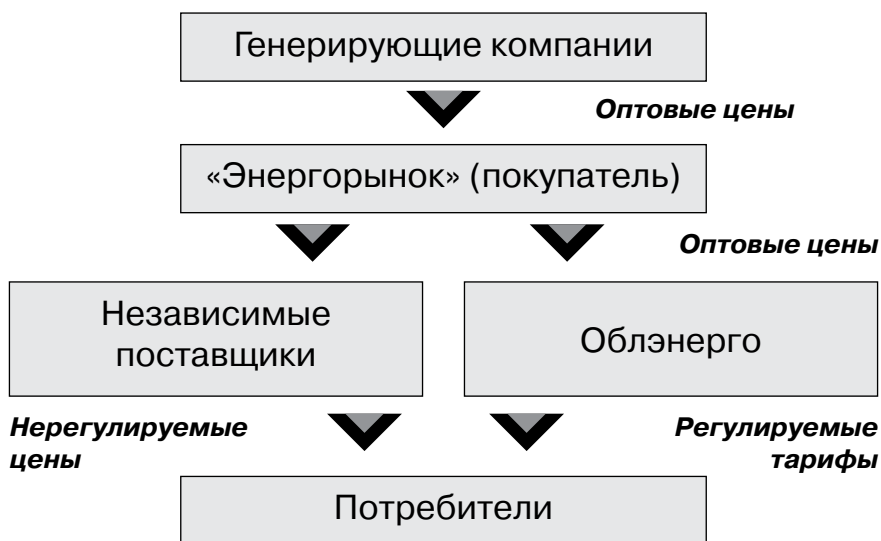 Генерирующие компании
Оптовые цены
«Энергорынок» (покупатель)
Оптовые цены
Независимые
поставщики
Облэнерго
Нерегулируемые
цены
Регулируемые
тарифы
Потребители